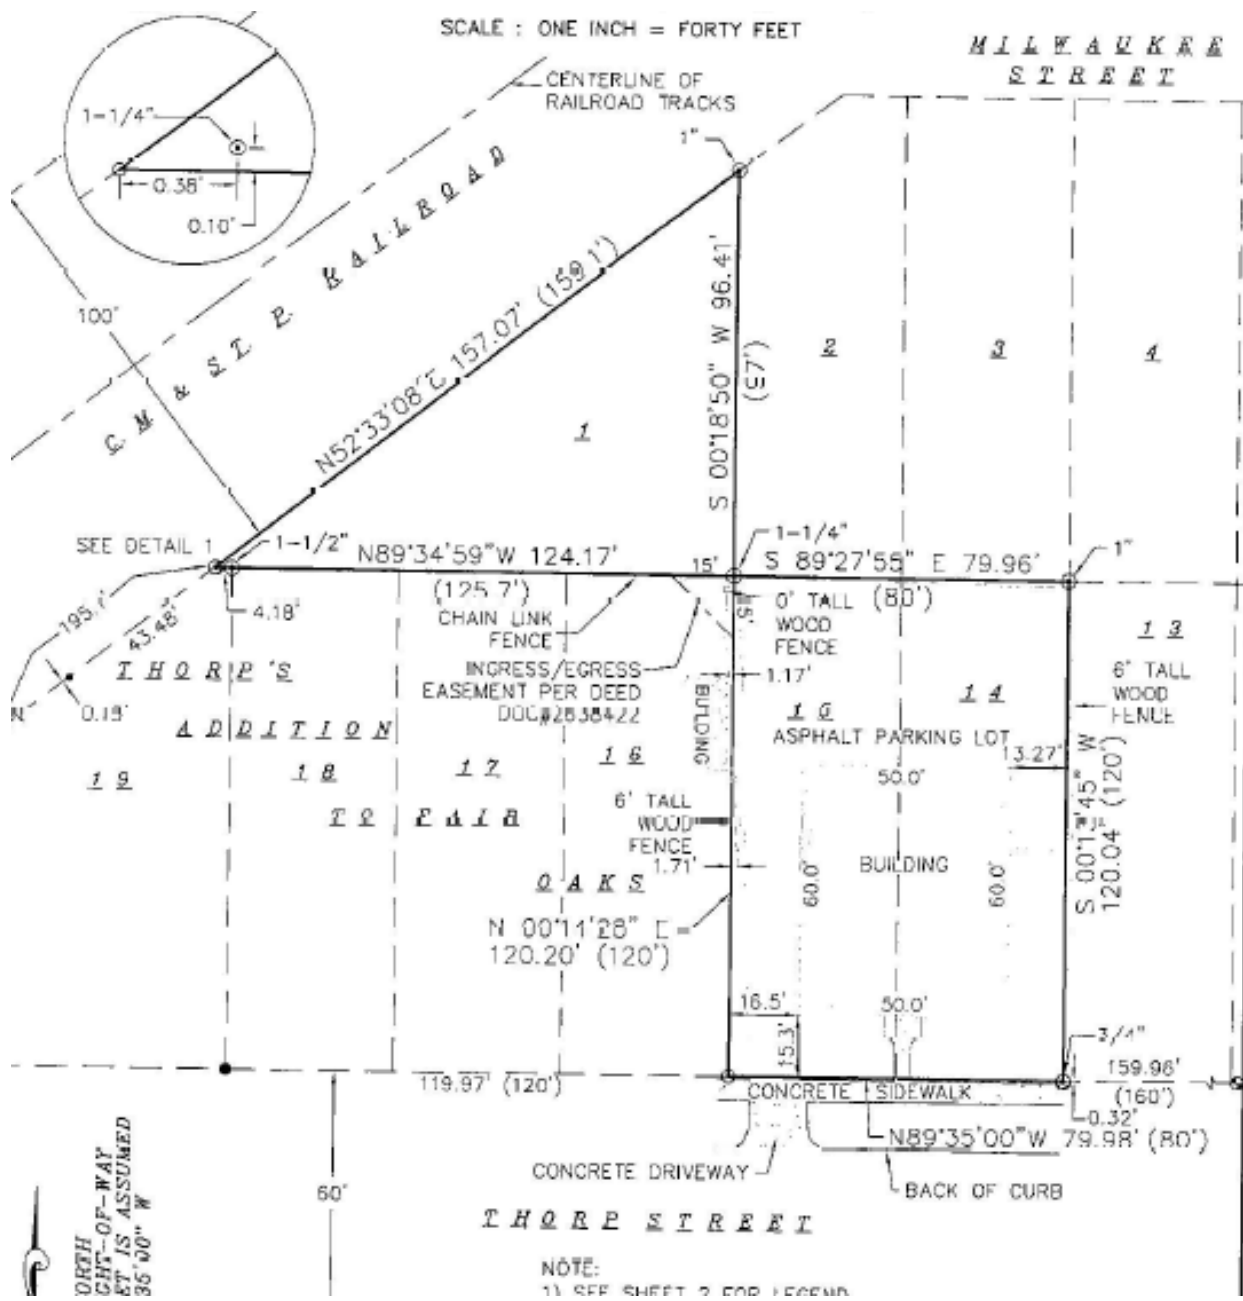 SCALE : ONE INCH = FORTY FEET
MILWAUKEE
STREET
CENTERLINE OF
RAILROAD TRACKS
1-1/4"
0.38'
0.10'
1"
C. M. & ST. P. RAILROAD
100'
N52°33'08"E 157.07' (159.1')
S 00°18'50" W 96.41'
(97')
1
2
3
4
SEE DETAIL 1
1-1/2"
N89°34'59"W 124.17'
(125.7')
15'
1-1/4"
S 89°27'55" E 79.96'
(80')
1"
195.1'
43.48'
4.18'
CHAIN LINK
FENCE
15'
TALL
WOOD
FENCE
INGRESS/EGRESS
EASEMENT PER DEED
DOC#2838422
1.17'
13
6' TALL
WOOD
FENCE
THORP'S
ADDITION
TO FAIR
OAKS
BUILDING
14
ASPHALT PARKING LOT
13.27'
50.0'
19
18
17
16
6' TALL
WOOD
FENCE
1.71'
BUILDING
60.0'
60.0'
S 00°13'45" W
120.04' (120')
N 00°11'28" E
120.20' (120')
16.5'
15.3'
50.0'
3/4"
119.97' (120')
CONCRETE SIDEWALK
159.96'
(160')
0.32'
N89°35'00"W 79.98' (80')
CONCRETE DRIVEWAY
BACK OF CURB
60'
THORP STREET
NOTE:
1) SEE SHEET 2 FOR LEGEND
ORTH
GHT-OF-WAY
ET IS ASSUMED
35'00" W